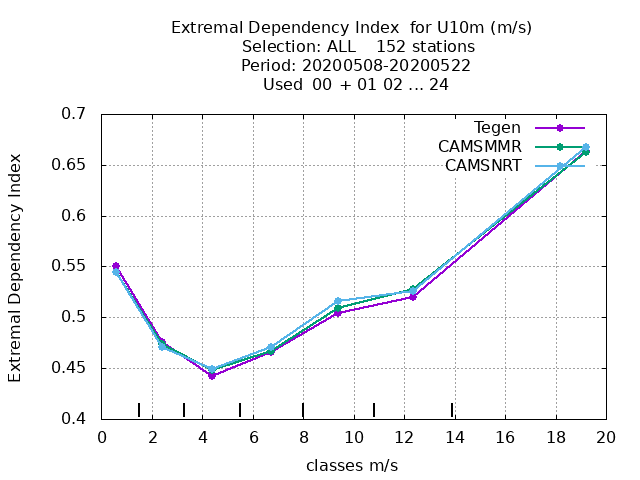 Extremal Dependency Index  for U10m (m/s)
Selection: ALL    152 stations
Period: 20200508-20200522
Used  00 + 01 02 ... 24
Tegen
CAMSMMR
CAMSNRT
Extremal Dependency Index
0.7
0.65
0.6
0.55
0.5
0.45
0.4
0 2 4 6 8 10 12 14 16 18 20
classes m/s